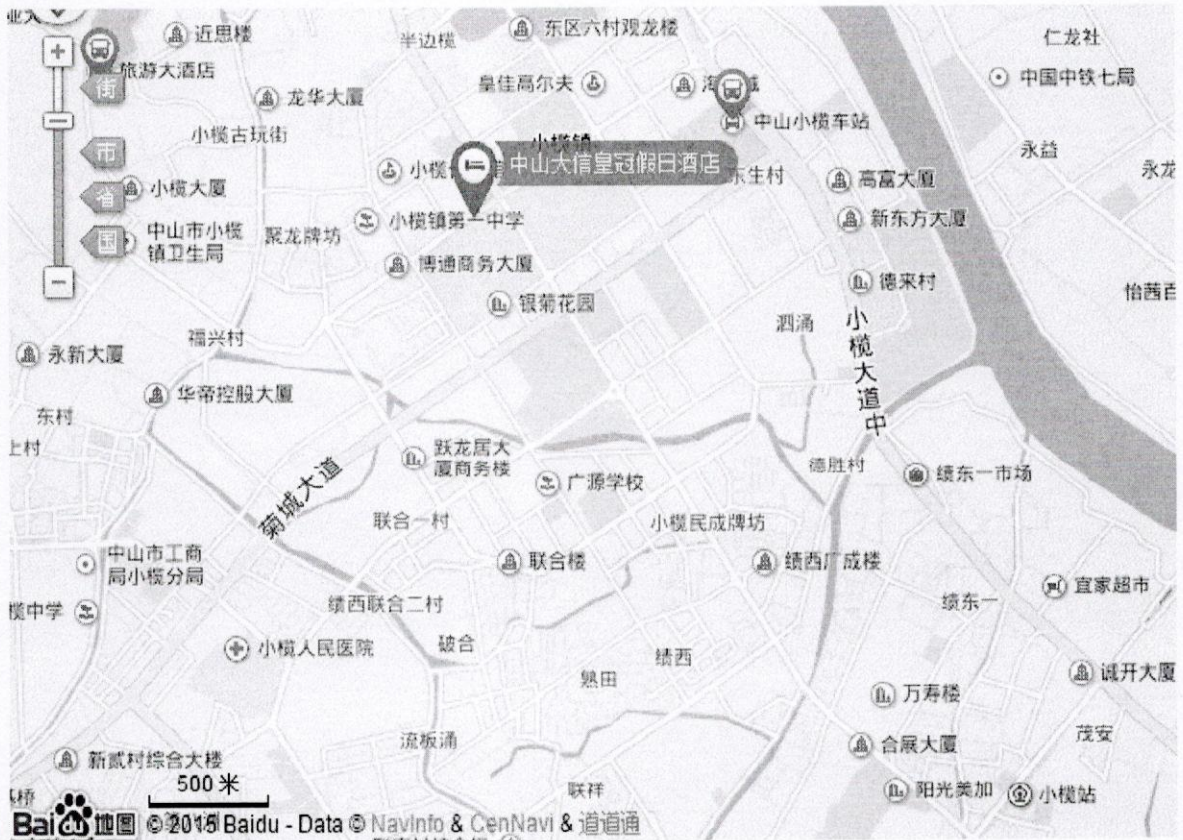 近思楼
东区六村观龙楼
半边榄
仁龙社
旅游大酒店
皇佳高尔夫
中国中铁七局
街
龙华大厦
中山小榄车站
小榄古玩街
小榄镇
永益
市
中山大信皇冠假日酒店
东生村
高富大厦
永龙
省
小榄大厦
小榄镇第一中学
新东方大厦
国
中山市小榄
镇卫生局
聚龙牌坊
博通商务大厦
德来村
银菊花园
怡茜百
福兴村
泗涌
小榄大道中
永新大厦
华帝控股大厦
东村
上村
跃龙居大
厦商务楼
德胜村
绩东一市场
广源学校
菊城大道
联合一村
小榄民成牌坊
中山市工商
局小榄分局
联合楼
绩西广成楼
宜家超市
榄中学
绩西联合二村
绩东一
小榄人民医院
破合
绩西
熟田
诚开大厦
万寿楼
流板涌
茂安
合展大厦
新贰村综合大楼
500 米
联祥
阳光美加
小榄站
基桥
Bai 地图 © 2015 Baidu - Data © NavInfo & CenNavi & 道道通